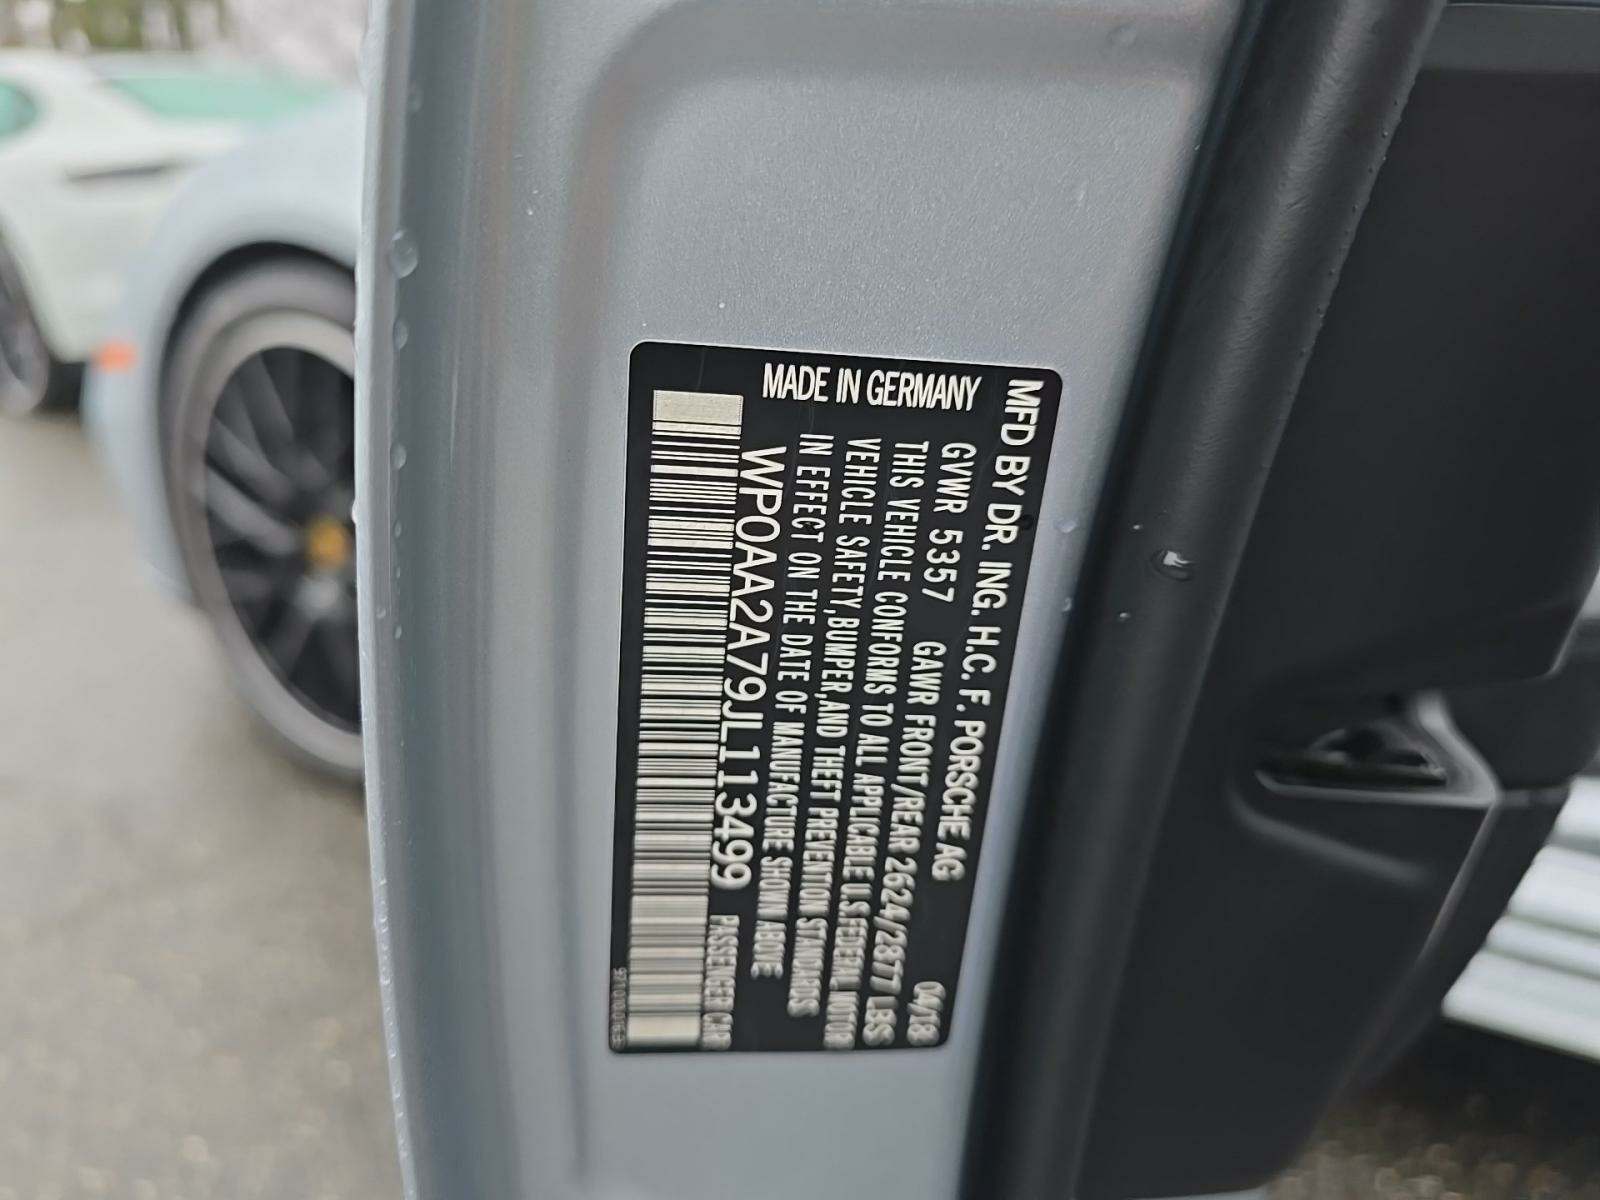 MFD BY DR. ING. H.C. F. PORSCHE AG 04/18
GVWR 5357 GAWR FRONT/REAR 2624/2877 LBS
THIS VEHICLE CONFORMS TO ALL APPLICABLE U.S. FEDERAL MOTOR
VEHICLE SAFETY, BUMPER, AND THEFT PREVENTION STANDARDS
IN EFFECT ON THE DATE OF MANUFACTURE SHOWN ABOVE
MADE IN GERMANY
WP0AA2A79JL113499 PASSENGER CAR